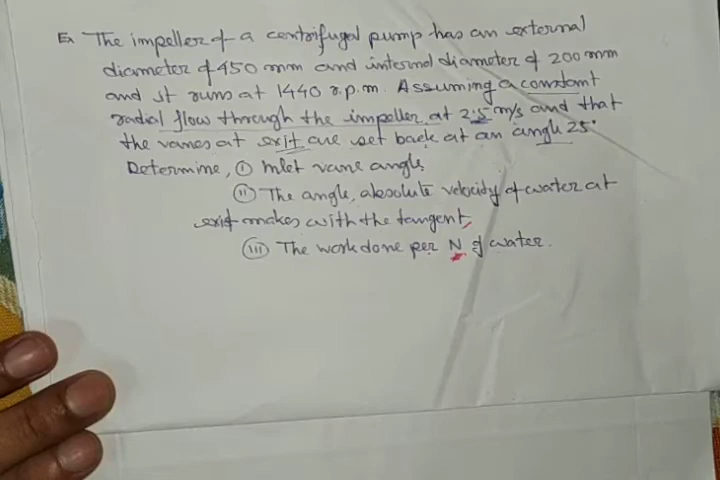 Ex The impeller of a centrifugal pump has an external
diameter of 450 mm and internal diameter of 200 mm
and it runs at 1440 r.p.m. Assuming a constant
radial flow through the impeller at 2.5 m/s and that
the vanes at exit are set back at an angle 25°
Determine, (i) Inlet vane angle,
(ii) The angle, absolute velocity of water at
exit makes with the tangent,
(iii) The work done per N of water.